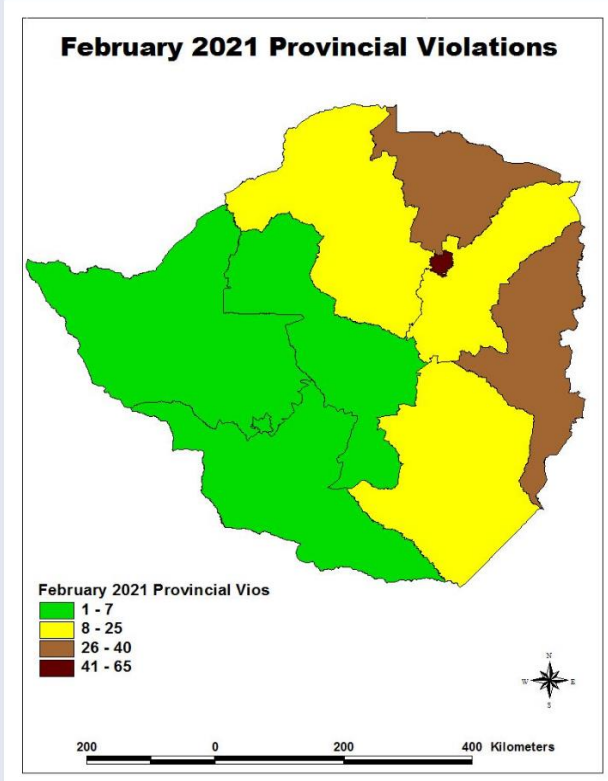 February 2021 Provincial Violations
February 2021 Provincial Vios
1 - 7
8 - 25
26 - 40
41 - 65
N
W E
S
200 0 200 400 Kilometers